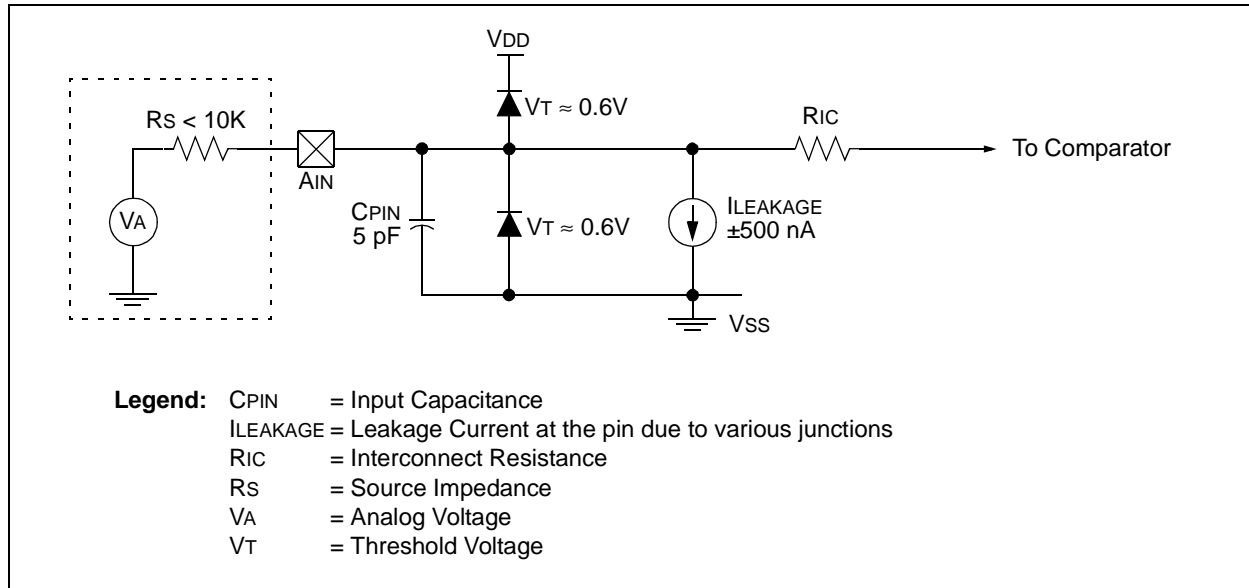 VDD
RS < 10K
VT ≈ 0.6V
RIC
To Comparator
AIN
VA
CPIN
5 pF
VT ≈ 0.6V
ILEAKAGE
±500 nA
VSS
Legend: CPIN = Input Capacitance
ILEAKAGE = Leakage Current at the pin due to various junctions
RIC = Interconnect Resistance
RS = Source Impedance
VA = Analog Voltage
VT = Threshold Voltage